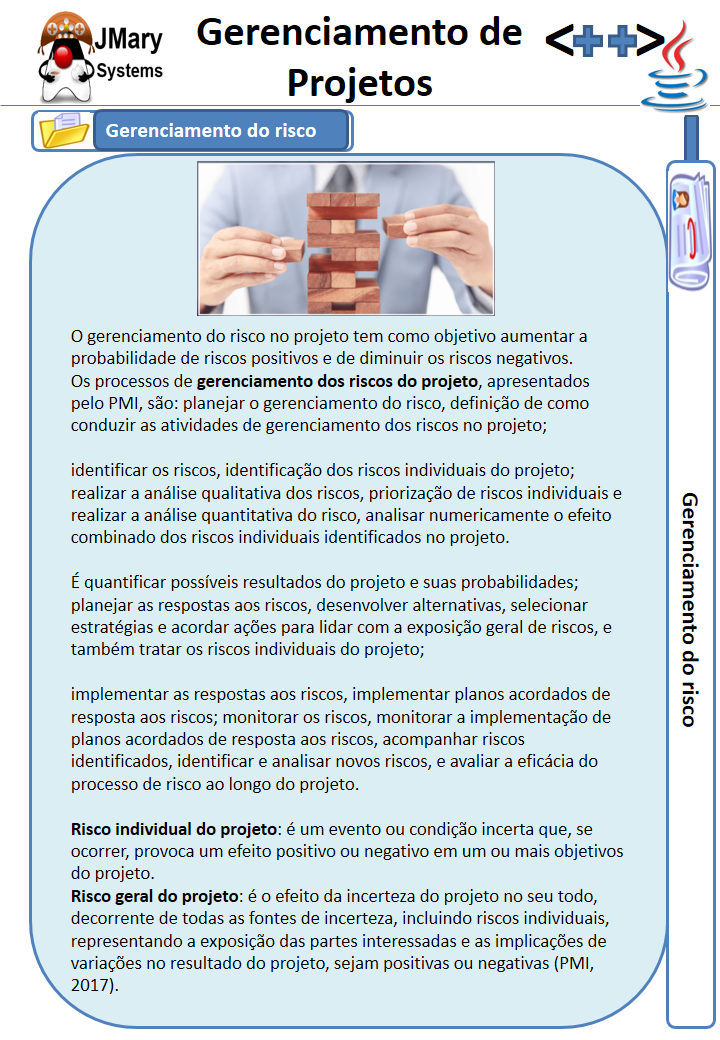 JMary
Systems
Gerenciamento de
Projetos
<++>
Gerenciamento do risco
O gerenciamento do risco no projeto tem como objetivo aumentar a
probabilidade de riscos positivos e de diminuir os riscos negativos.
Os processos de gerenciamento dos riscos do projeto, apresentados
pelo PMI, são: planejar o gerenciamento do risco, definição de como
conduzir as atividades de gerenciamento dos riscos no projeto;
identificar os riscos, identificação dos riscos individuais do projeto;
realizar a análise qualitativa dos riscos, priorização de riscos individuais e
realizar a análise quantitativa do risco, analisar numericamente o efeito
combinado dos riscos individuais identificados no projeto.
É quantificar possíveis resultados do projeto e suas probabilidades;
planejar as respostas aos riscos, desenvolver alternativas, selecionar
estratégias e acordar ações para lidar com a exposição geral de riscos, e
também tratar os riscos individuais do projeto;
implementar as respostas aos riscos, implementar planos acordados de
resposta aos riscos; monitorar os riscos, monitorar a implementação de
planos acordados de resposta aos riscos, acompanhar riscos
identificados, identificar e analisar novos riscos, e avaliar a eficácia do
processo de risco ao longo do projeto.
Risco individual do projeto: é um evento ou condição incerta que, se
ocorrer, provoca um efeito positivo ou negativo em um ou mais objetivos
do projeto.
Risco geral do projeto: é o efeito da incerteza do projeto no seu todo,
decorrente de todas as fontes de incerteza, incluindo riscos individuais,
representando a exposição das partes interessadas e as implicações de
variações no resultado do projeto, sejam positivas ou negativas (PMI,
2017).
Gerenciamento do risco